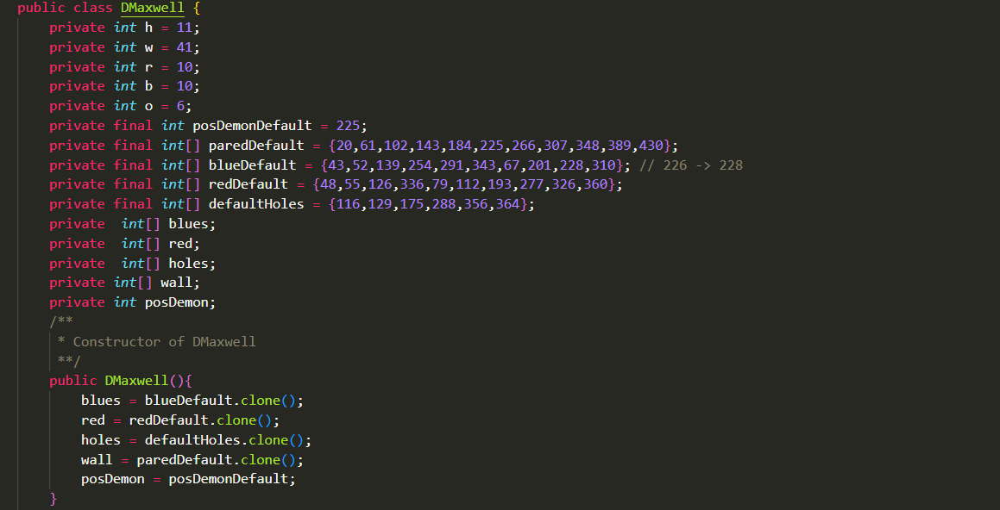 public class DMaxwell {
    private int h = 11;
    private int w = 41;
    private int r = 10;
    private int b = 10;
    private int o = 6;
    private final int posDemonDefault = 225;
    private final int[] paredDefault = {20,61,102,143,184,225,266,307,348,389,430};
    private final int[] blueDefault = {43,52,139,254,291,343,67,201,228,310}; // 226 -> 228
    private final int[] redDefault = {48,55,126,336,79,112,193,277,326,360};
    private final int[] defaultHoles = {116,129,175,288,356,364};
    private  int[] blues;
    private  int[] red;
    private  int[] holes;
    private int[] wall;
    private int posDemon;
    /**
     * Constructor of DMaxwell
     **/
    public DMaxwell(){
        blues = blueDefault.clone();
        red = redDefault.clone();
        holes = defaultHoles.clone();
        wall = paredDefault.clone();
        posDemon = posDemonDefault;
    }